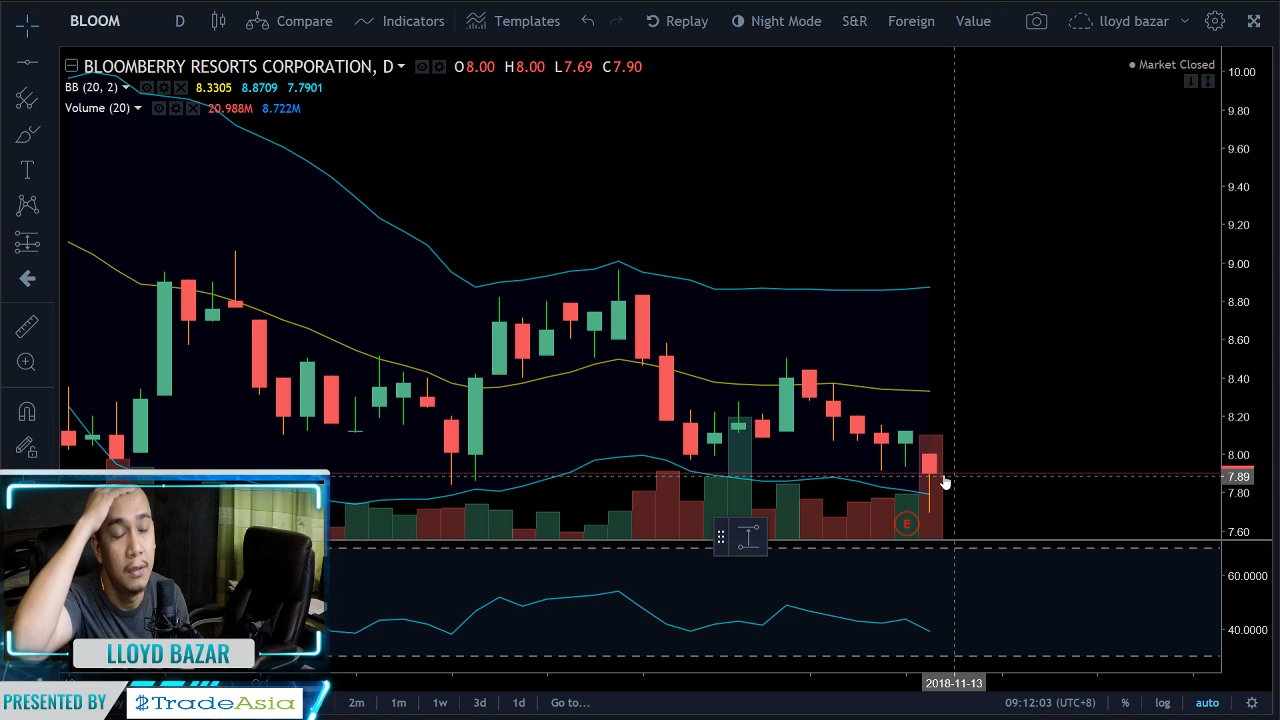 BLOOM D Compare Indicators Templates Replay Night Mode S&R Foreign Value lloyd bazar
BLOOMBERRY RESORTS CORPORATION, D O8.00 H8.00 L7.69 C7.90
Market Closed
BB (20, 2) 8.3305 8.8709 7.7901
Volume (20) 20.988M 8.722M
10.00
9.80
9.60
9.40
9.20
9.00
8.80
8.60
8.40
8.20
8.00
7.89
7.80
7.60
E
60.0000
40.0000
LLOYD BAZAR
2018-11-13
PRESENTED BY TradeAsia
2m 1m 1w 3d 1d Go to... 09:12:03 (UTC+8) % log auto